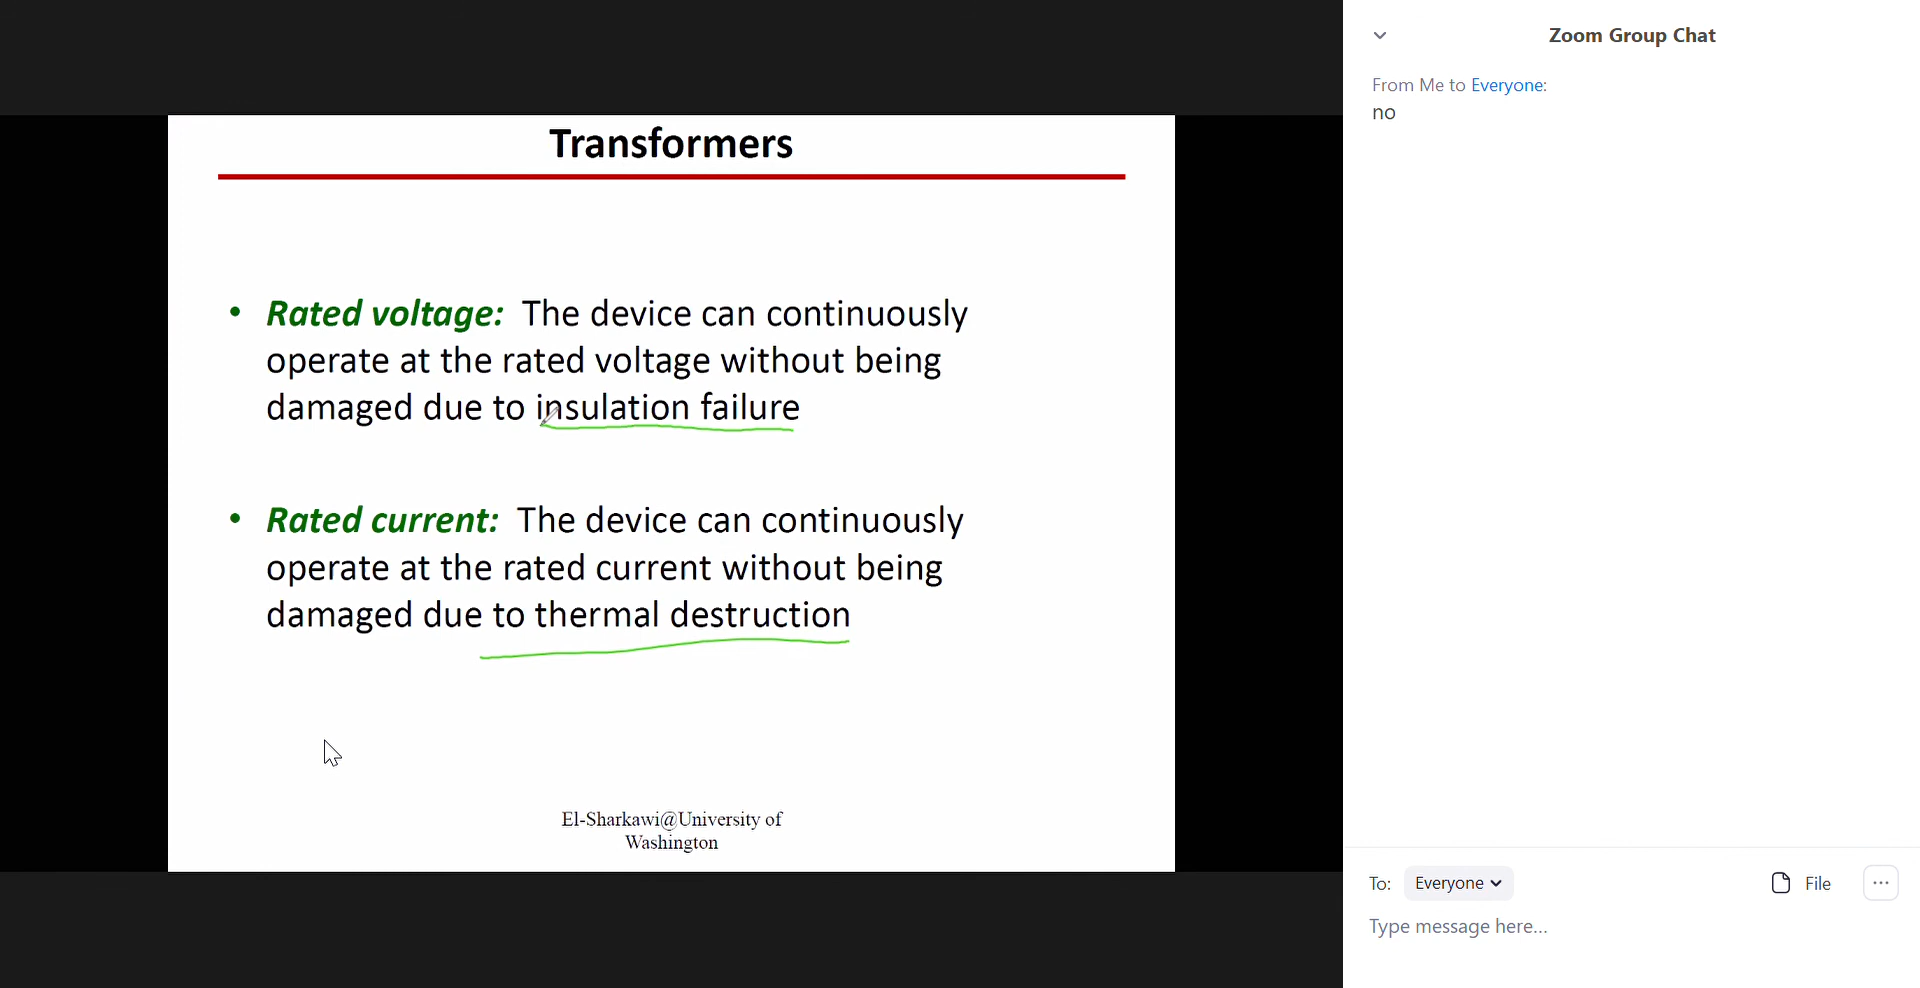 Transformers
• Rated voltage: The device can continuously
operate at the rated voltage without being
damaged due to insulation failure
• Rated current: The device can continuously
operate at the rated current without being
damaged due to thermal destruction
El-Sharkawi@University of
Washington
Zoom Group Chat
From Me to Everyone:
no
To: Everyone File ...
Type message here...